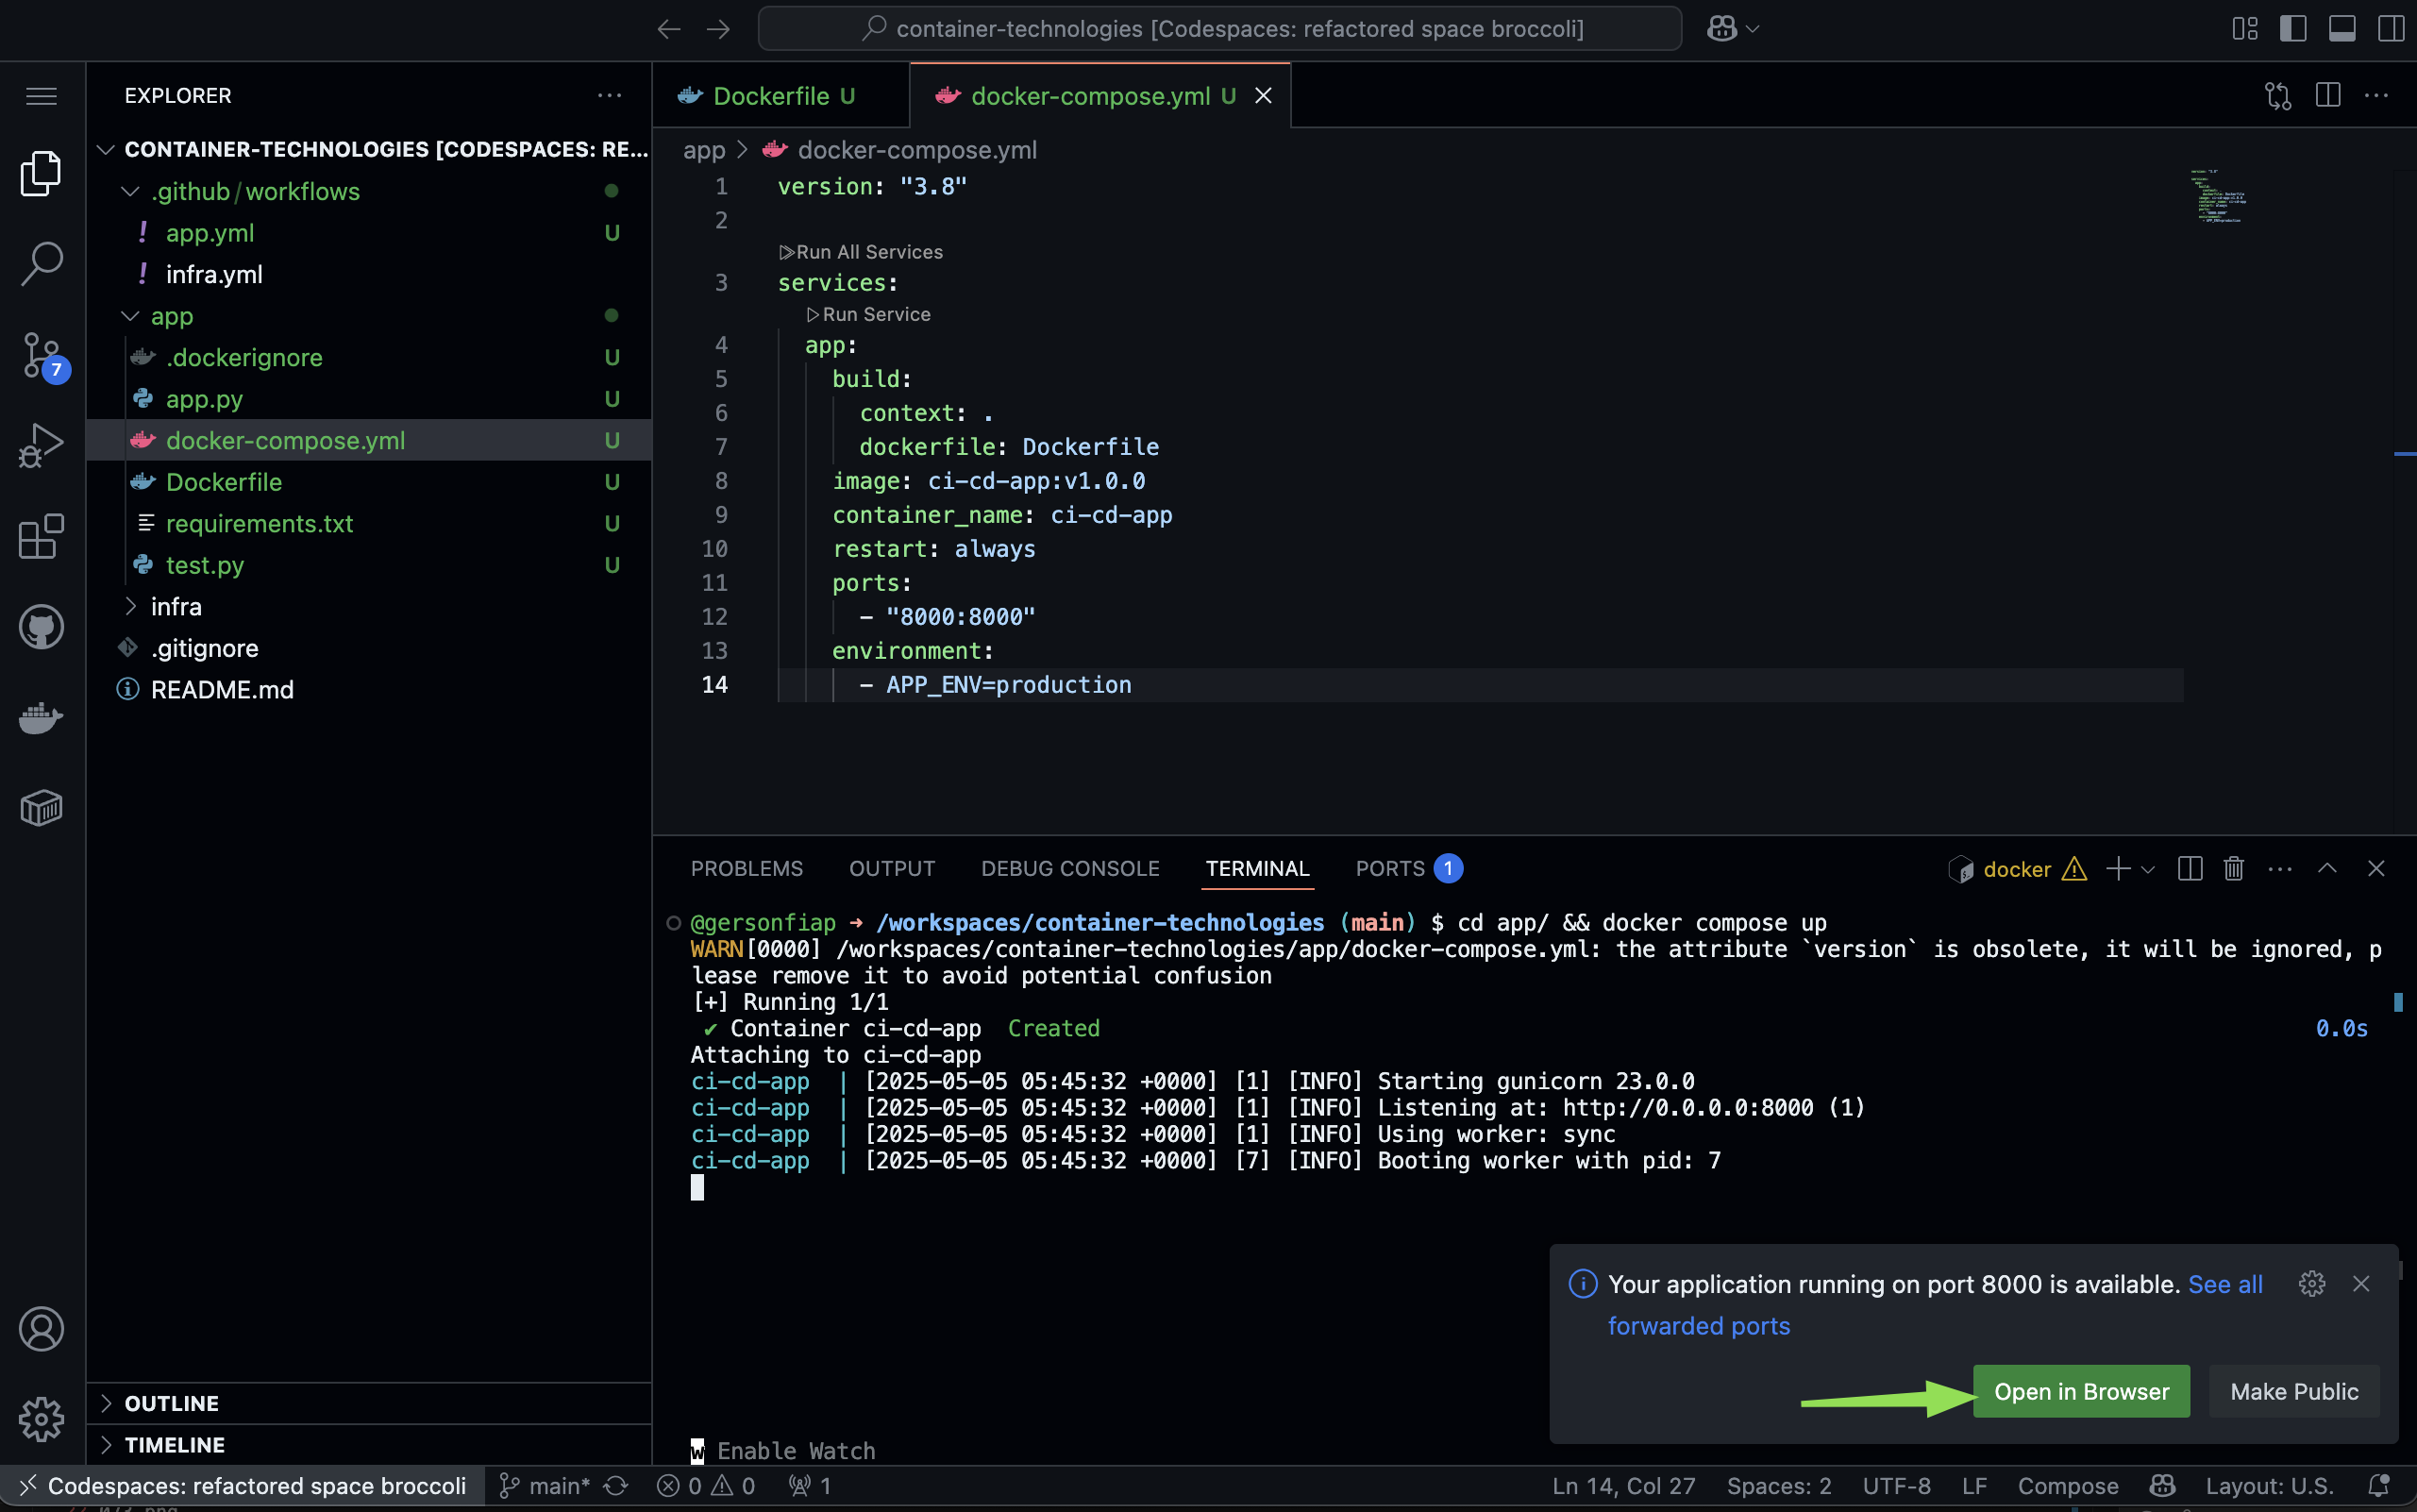 container-technologies [Codespaces: refactored space broccoli]
EXPLORER
CONTAINER-TECHNOLOGIES [CODESPACES: RE...
.github/workflows
! app.yml U
! infra.yml
app
.dockerignore U
app.py U
docker-compose.yml U
Dockerfile U
requirements.txt U
test.py U
infra
.gitignore
README.md
7
OUTLINE
TIMELINE
Dockerfile U
docker-compose.yml U
app > docker-compose.yml
1 version: "3.8"
2
Run All Services
3 services:
Run Service
4 app:
5 build:
6 context: .
7 dockerfile: Dockerfile
8 image: ci-cd-app:v1.0.0
9 container_name: ci-cd-app
10 restart: always
11 ports:
12 - "8000:8000"
13 environment:
14 - APP_ENV=production
PROBLEMS OUTPUT DEBUG CONSOLE TERMINAL PORTS 1
docker
@gersonfiap ➜ /workspaces/container-technologies (main) $ cd app/ && docker compose up
WARN[0000] /workspaces/container-technologies/app/docker-compose.yml: the attribute `version` is obsolete, it will be ignored, p
lease remove it to avoid potential confusion
[+] Running 1/1
✔ Container ci-cd-app Created 0.0s
Attaching to ci-cd-app
ci-cd-app | [2025-05-05 05:45:32 +0000] [1] [INFO] Starting gunicorn 23.0.0
ci-cd-app | [2025-05-05 05:45:32 +0000] [1] [INFO] Listening at: http://0.0.0.0:8000 (1)
ci-cd-app | [2025-05-05 05:45:32 +0000] [1] [INFO] Using worker: sync
ci-cd-app | [2025-05-05 05:45:32 +0000] [7] [INFO] Booting worker with pid: 7
Your application running on port 8000 is available. See all
forwarded ports
Open in Browser
Make Public
w Enable Watch
Codespaces: refactored space broccoli
main* 0 0 1
Ln 14, Col 27 Spaces: 2 UTF-8 LF Compose Layout: U.S.